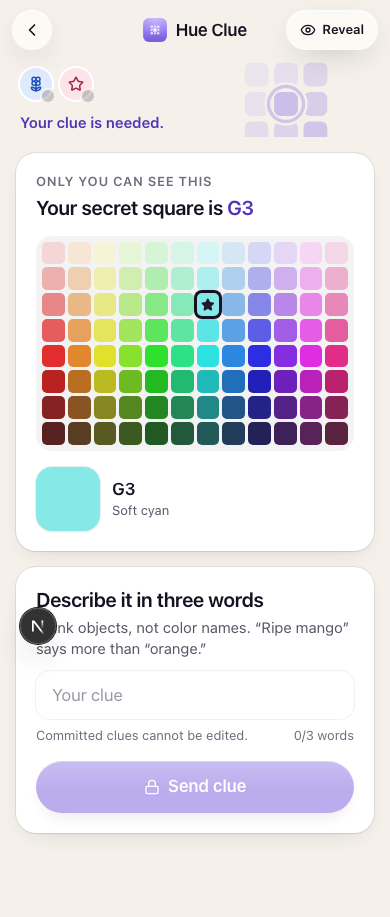 Hue Clue
Reveal
Your clue is needed.
ONLY YOU CAN SEE THIS
Your secret square is G3
G3
Soft cyan
Describe it in three words
nk objects, not color names. “Ripe mango”
says more than “orange.”
N
Your clue
Committed clues cannot be edited.
0/3 words
Send clue